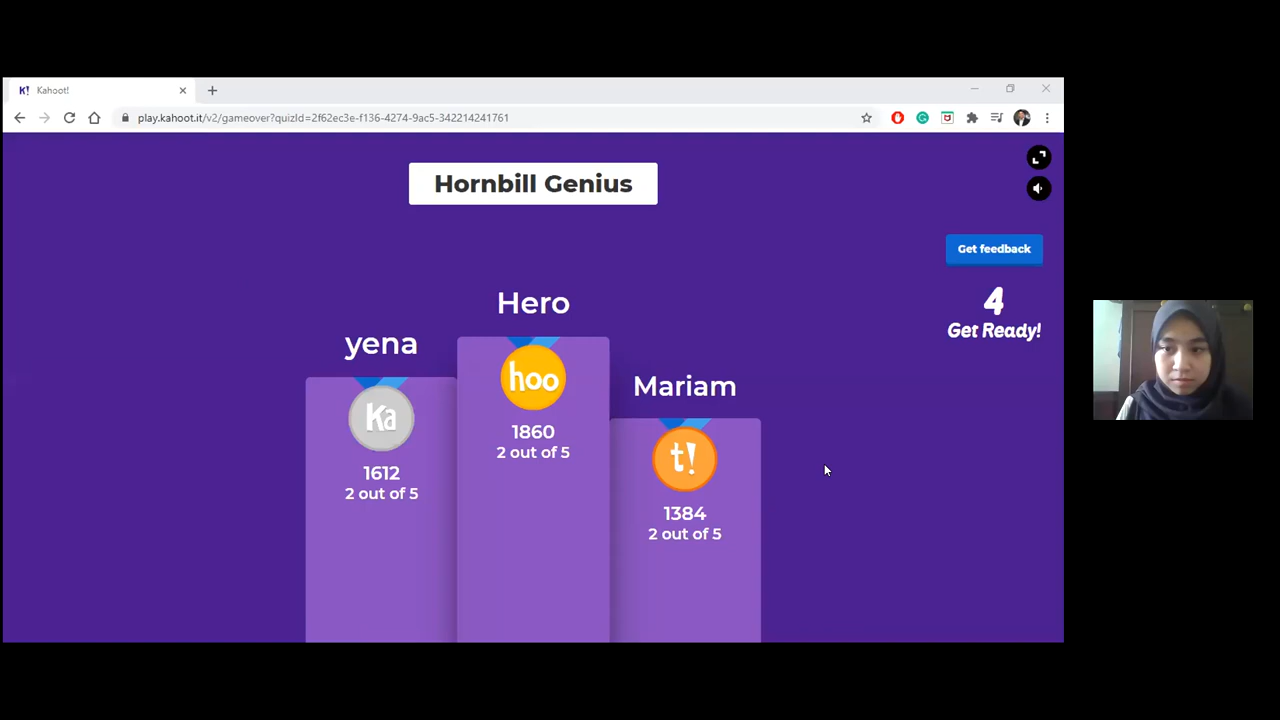 K! Kahoot!
play.kahoot.it/v2/gameover?quizId=2f62ec3e-f136-4274-9ac5-342214241761
Hornbill Genius
Get feedback
4
Get Ready!
Hero
hoo
1860
2 out of 5
yena
Ka
1612
2 out of 5
Mariam
t!
1384
2 out of 5